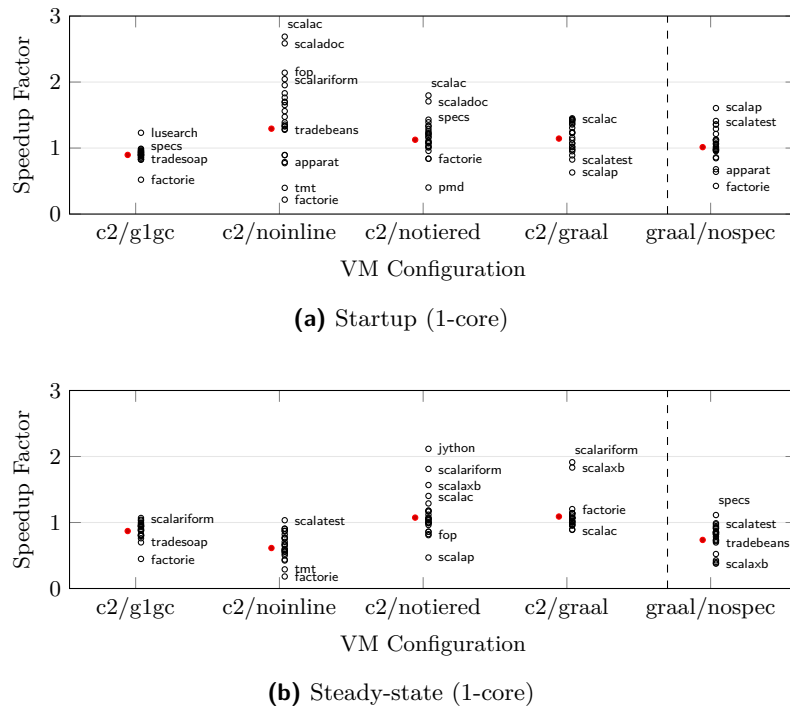 3
2
1
0
Speedup Factor
lusearch
specs
tradesoap
factorie
scalac
scaladoc
fop
scalariform
tradebeans
apparat
tmt
factorie
scalac
scaladoc
specs
factorie
pmd
scalac
scalatest
scalap
scalap
scalatest
apparat
factorie
c2/g1gc c2/noinline c2/notiered c2/graal graal/nospec
VM Configuration
(a) Startup (1-core)
3
2
1
0
Speedup Factor
scalariform
tradesoap
factorie
scalatest
tmt
factorie
jython
scalariform
scalaxb
scalac
fop
scalap
scalariform
scalaxb
factorie
scalac
specs
scalatest
tradebeans
scalaxb
c2/g1gc c2/noinline c2/notiered c2/graal graal/nospec
VM Configuration
(b) Steady-state (1-core)